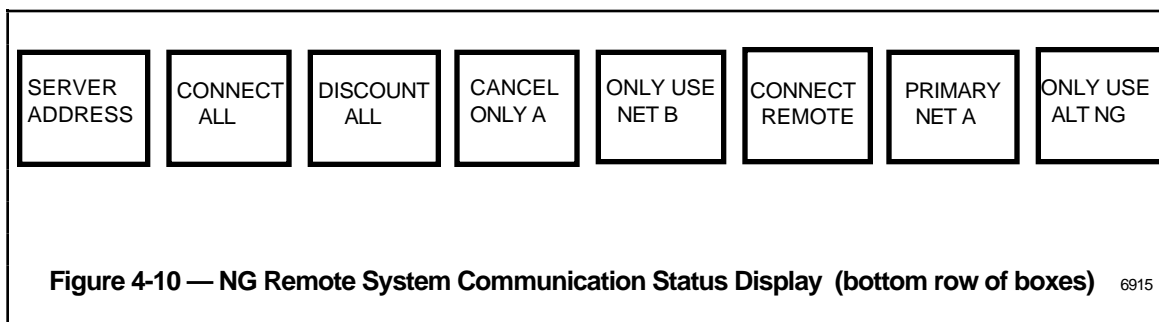 SERVER
ADDRESS
CONNECT
ALL
DISCOUNT
ALL
CANCEL
ONLY A
ONLY USE
NET B
CONNECT
REMOTE
PRIMARY
NET A
ONLY USE
ALT NG
Figure 4-10 — NG Remote System Communication Status Display (bottom row of boxes) 6915